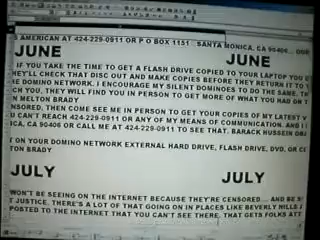 AMERICAN AT 424-229-0911 OR P O BOX 1151 SANTA MONICA, CA 90406...
JUNE JUNE
IF YOU TAKE THE TIME TO GET A FLASH DRIVE COPIED TO YOUR LAPTOP YOU
HEY'LL CHECK THAT DISC OUT AND MAKE COPIES BEFORE THEY RETURN IT TO
HE DOMINO NETWORK. I ENCOURAGE MY SILENT DOMINOES TO DO THE SAME. TH
CH YOU, THEY WILL FIND YOU IN PERSON TO GET MORE OF WHAT YOU HAD ON T
N MELTON BRADY
NSORED, THEN COME SEE ME IN PERSON TO GET YOUR COPIES OF MY LATEST V
U CAN'T REACH 424-229-0911 OR ANY OF MY MEANS OF COMMUNICATION. AND I
ICA, CA 90406 OR CALL ME AT 424-229-0911 TO SEE THAT. BARACK HUSSEIN OB
T ON YOUR DOMINO NETWORK EXTERNAL HARD DRIVE, FLASH DRIVE, DVD, OR C
TON BRADY
JULY JULY
WON'T BE SEEING ON THE INTERNET BECAUSE THEY'RE CENSORED... AND BE S
T JUSTICE. THERE'S A LOT OF THAT GOING ON IN PLACES LIKE BEVERLY HILLS
POSTED TO THE INTERNET THAT YOU CAN'T SEE THERE. THAT GETS FOLKS ATT